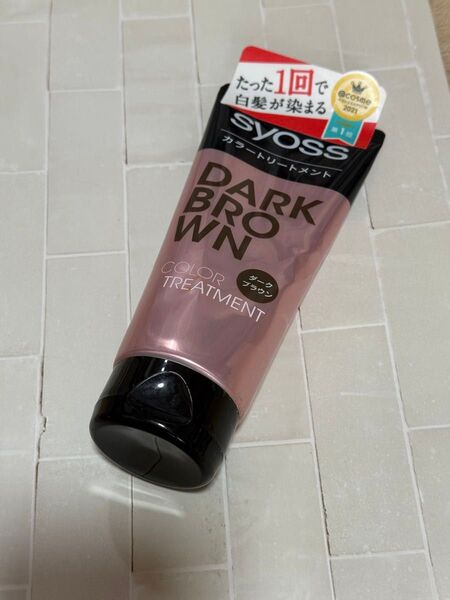 たった1回で
白髪が染まる
@cosme
2021
第1位
syoss
カラートリートメント
DARK
BRO
WN
COLOR
TREATMENT
ダーク
ブラウン